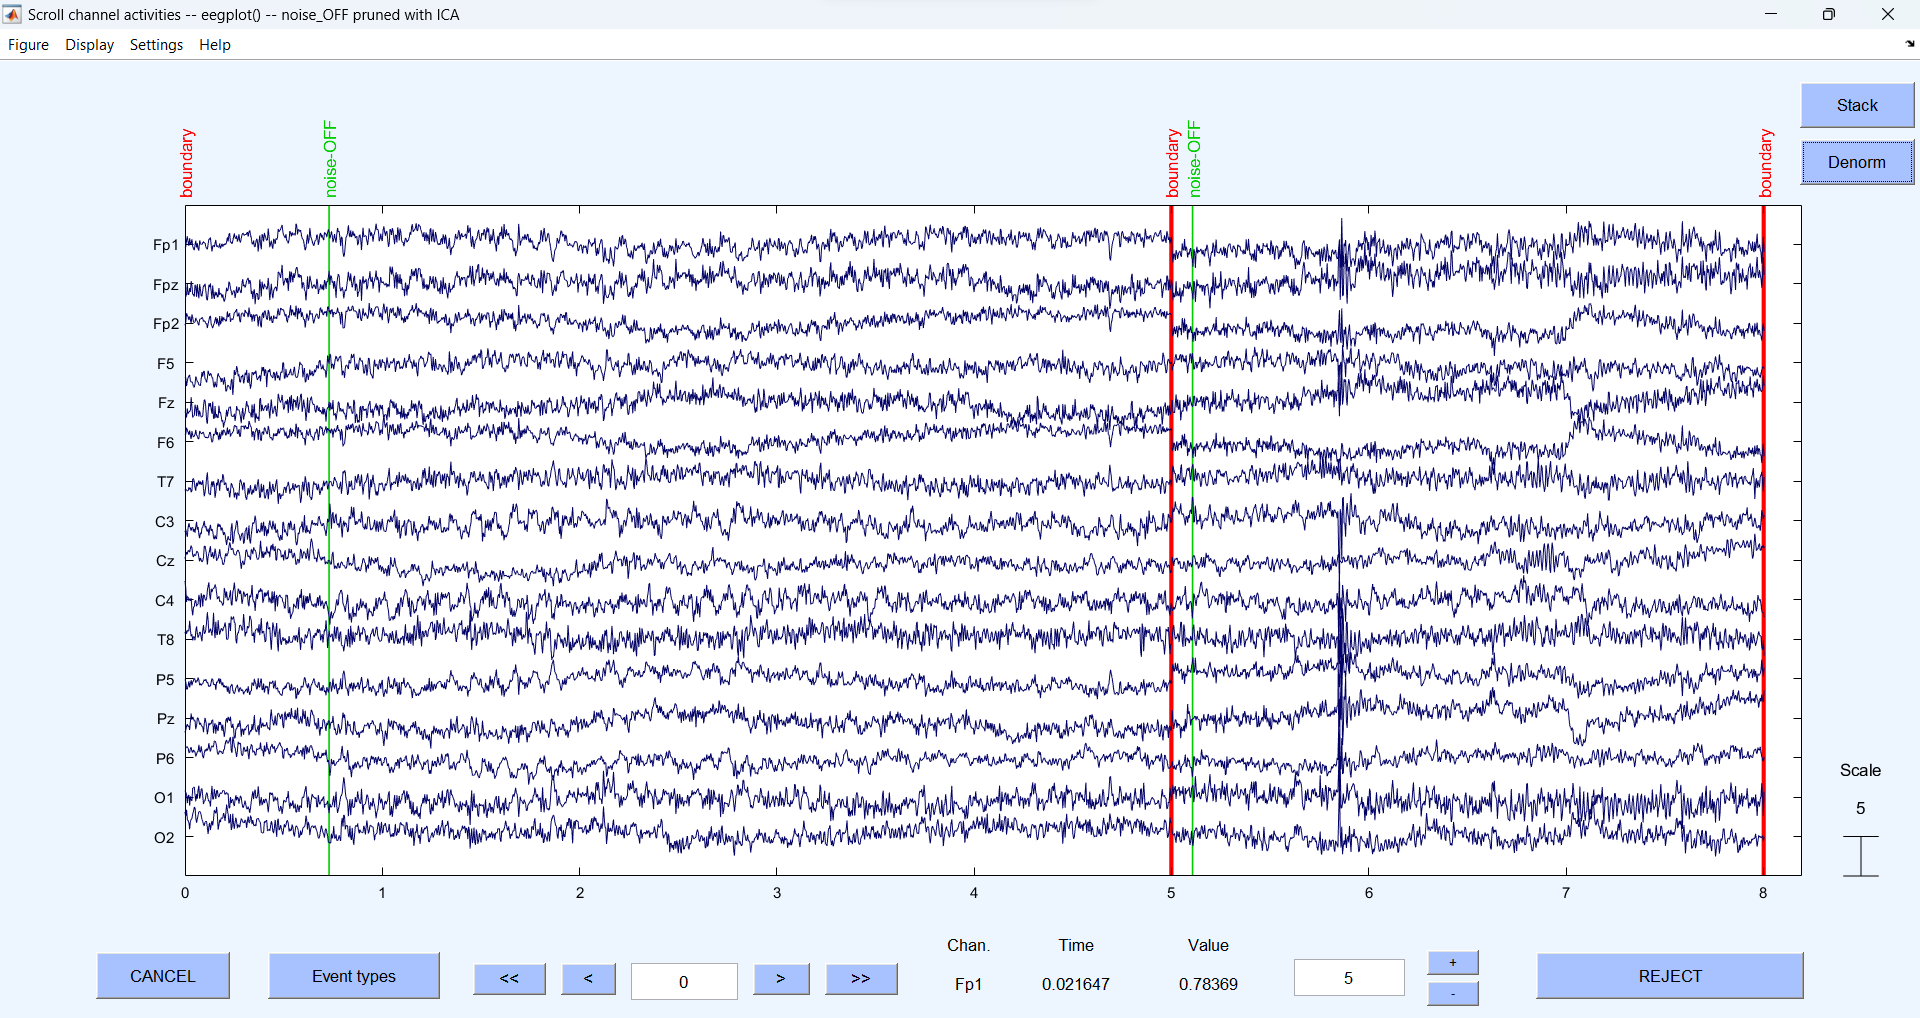 Scroll channel activities -- eegplot() -- noise_OFF pruned with ICA
Figure Display Settings Help
Stack
Denorm
boundary
noise-OFF
boundary
noise-OFF
boundary
Fp1
Fpz
Fp2
F5
Fz
F6
T7
C3
Cz
C4
T8
P5
Pz
P6
O1
O2
Scale
5
0 1 2 3 4 5 6 7 8
Chan. Time Value
Fp1 0.021647 0.78369
CANCEL Event types << < 0 > >> 5 + - REJECT